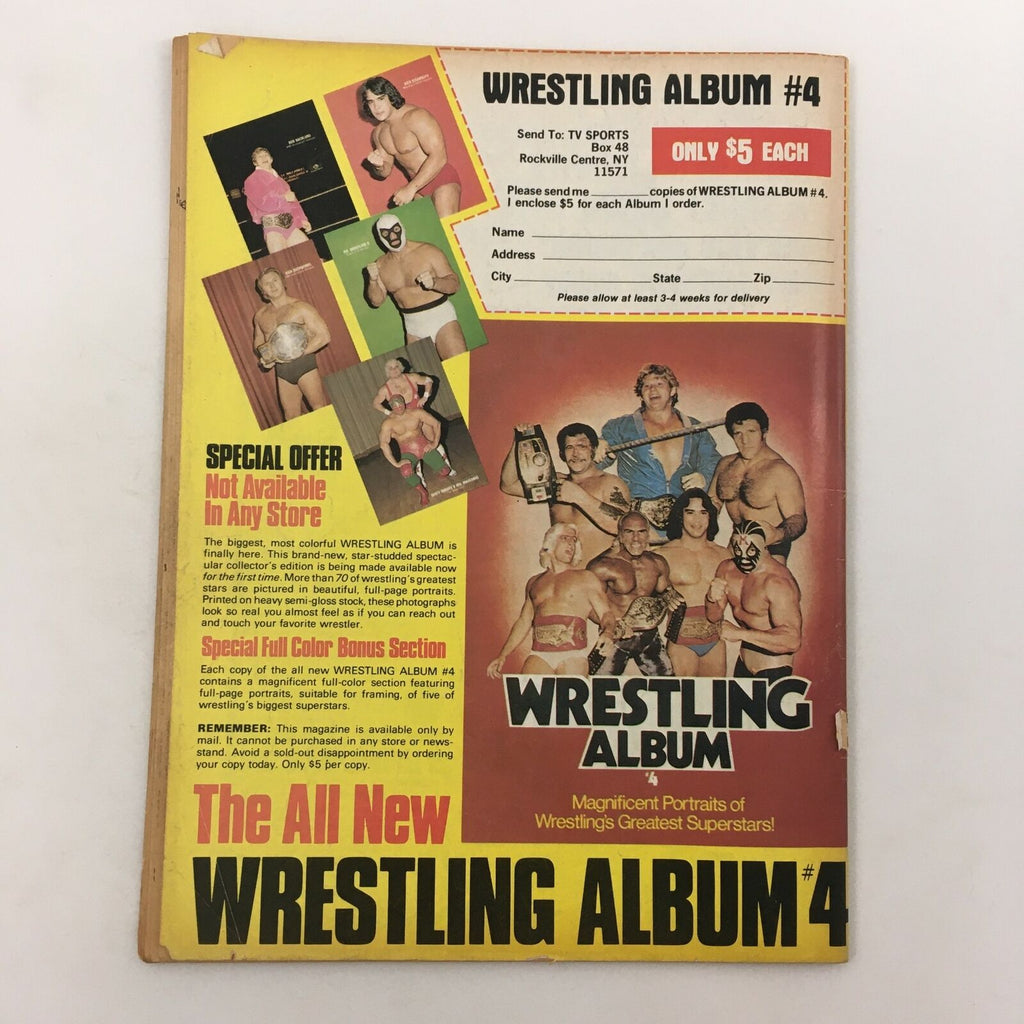 WRESTLING ALBUM #4
Send To: TV SPORTS
Box 48
Rockville Centre, NY
11571
ONLY $5 EACH
Please send me ________ copies of WRESTLING ALBUM #4.
I enclose $5 for each Album I order.
Name
Address
City State Zip
Please allow at least 3-4 weeks for delivery
SPECIAL OFFER
Not Available
In Any Store
The biggest, most colorful WRESTLING ALBUM is
finally here. This brand-new, star-studded spectac-
ular collector's edition is being made available now
for the first time. More than 70 of wrestling's greatest
stars are pictured in beautiful, full-page portraits.
Printed on heavy semi-gloss stock, these photographs
look so real you almost feel as if you can reach out
and touch your favorite wrestler.
Special Full Color Bonus Section
Each copy of the all new WRESTLING ALBUM #4
contains a magnificent full-color section featuring
full-page portraits, suitable for framing, of five of
wrestling's biggest superstars.
REMEMBER: This magazine is available only by
mail. It cannot be purchased in any store or news-
stand. Avoid a sold-out disappointment by ordering
your copy today. Only $5 per copy.
WRESTLING
ALBUM
#4
Magnificent Portraits of
Wrestling's Greatest Superstars!
The All New
WRESTLING ALBUM #4